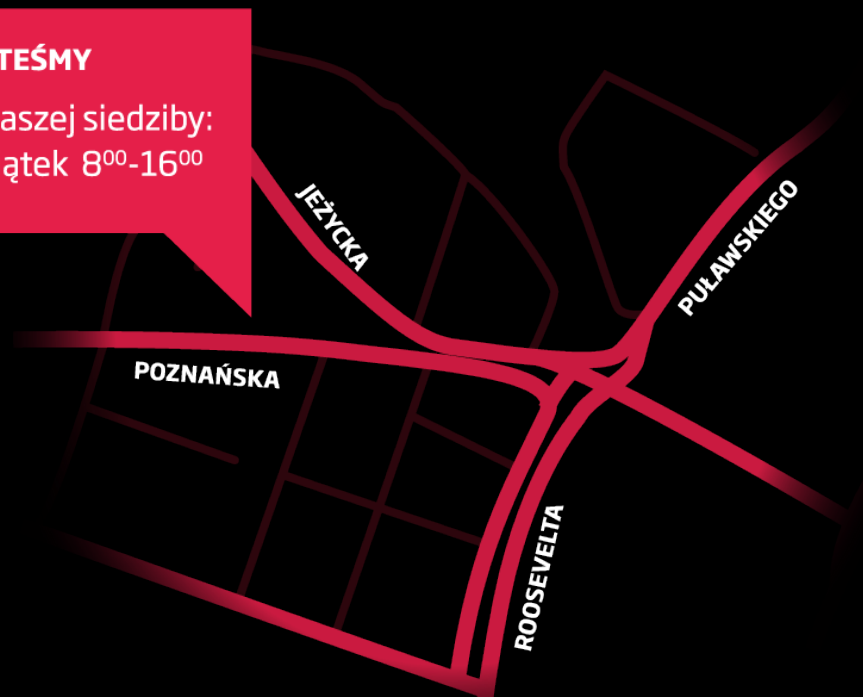 TEŚMY
aszej siedziby:
ątek 8⁰⁰-16⁰⁰
JEŻYCKA
PUŁAWSKIEGO
POZNAŃSKA
ROOSEVELTA